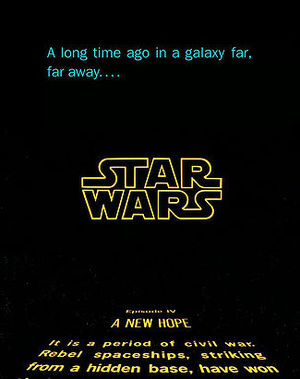 A long time ago in a galaxy far,
far away....
STAR
WARS
Episode IV
A NEW HOPE
It is a period of civil war.
Rebel spaceships, striking
from a hidden base, have won